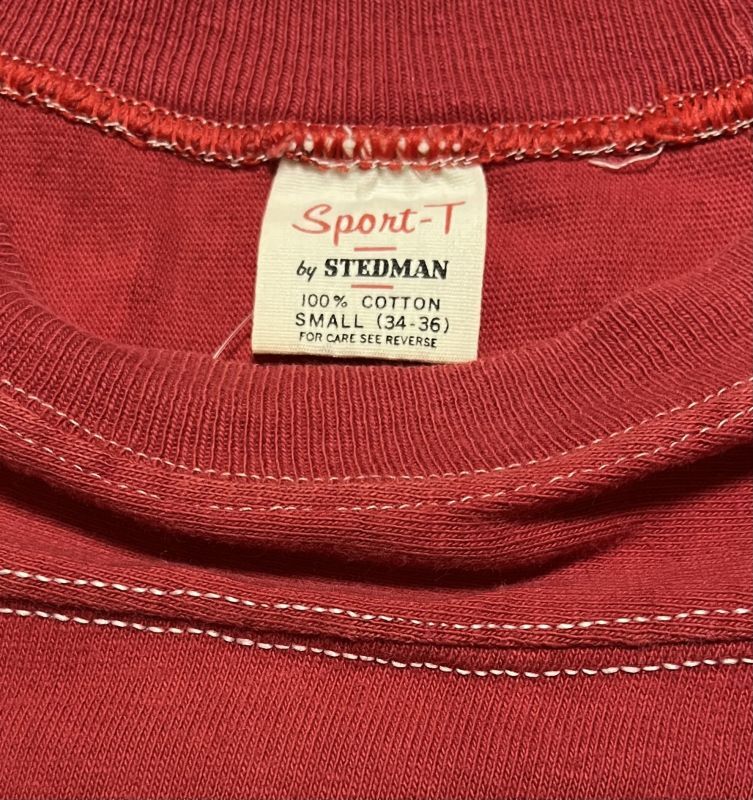 Sport-T
by STEDMAN
100% COTTON
SMALL (34-36)
FOR CARE SEE REVERSE